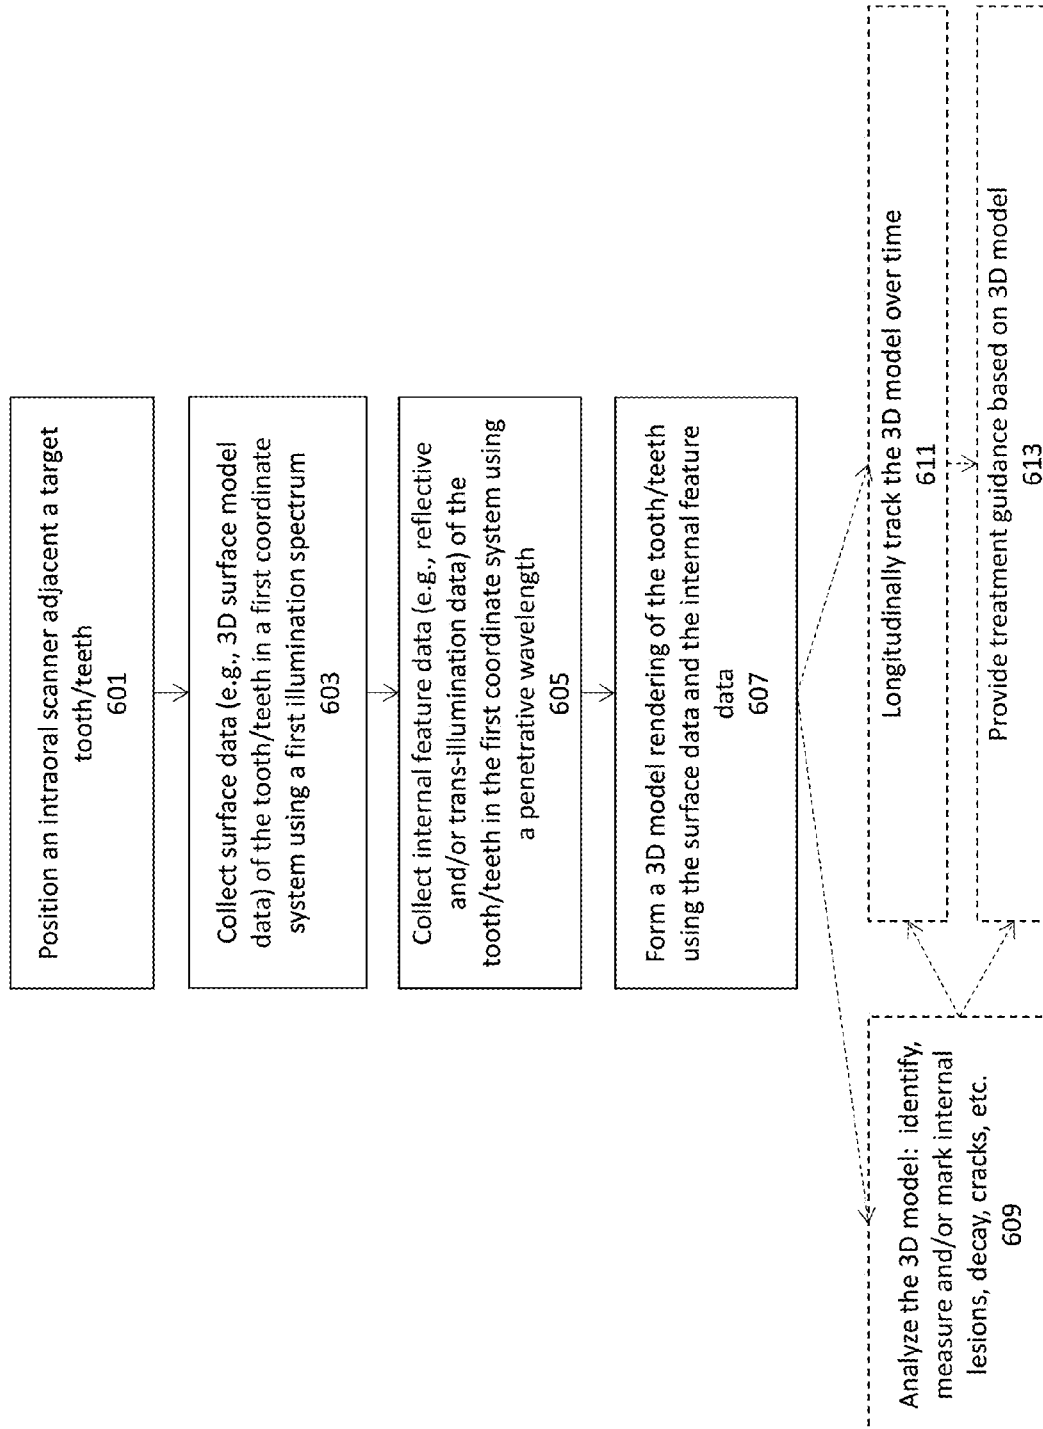 Position an intraoral scanner adjacent a target
tooth/teeth
601
Collect surface data (e.g., 3D surface model
data) of the tooth/teeth in a first coordinate
system using a first illumination spectrum
603
Collect internal feature data (e.g., reflective
and/or trans-illumination data) of the
tooth/teeth in the first coordinate system using
a penetrative wavelength
605
Form a 3D model rendering of the tooth/teeth
using the surface data and the internal feature
data
607
Analyze the 3D model: identify,
measure and/or mark internal
lesions, decay, cracks, etc.
609
Longitudinally track the 3D model over time
611
Provide treatment guidance based on 3D model
613